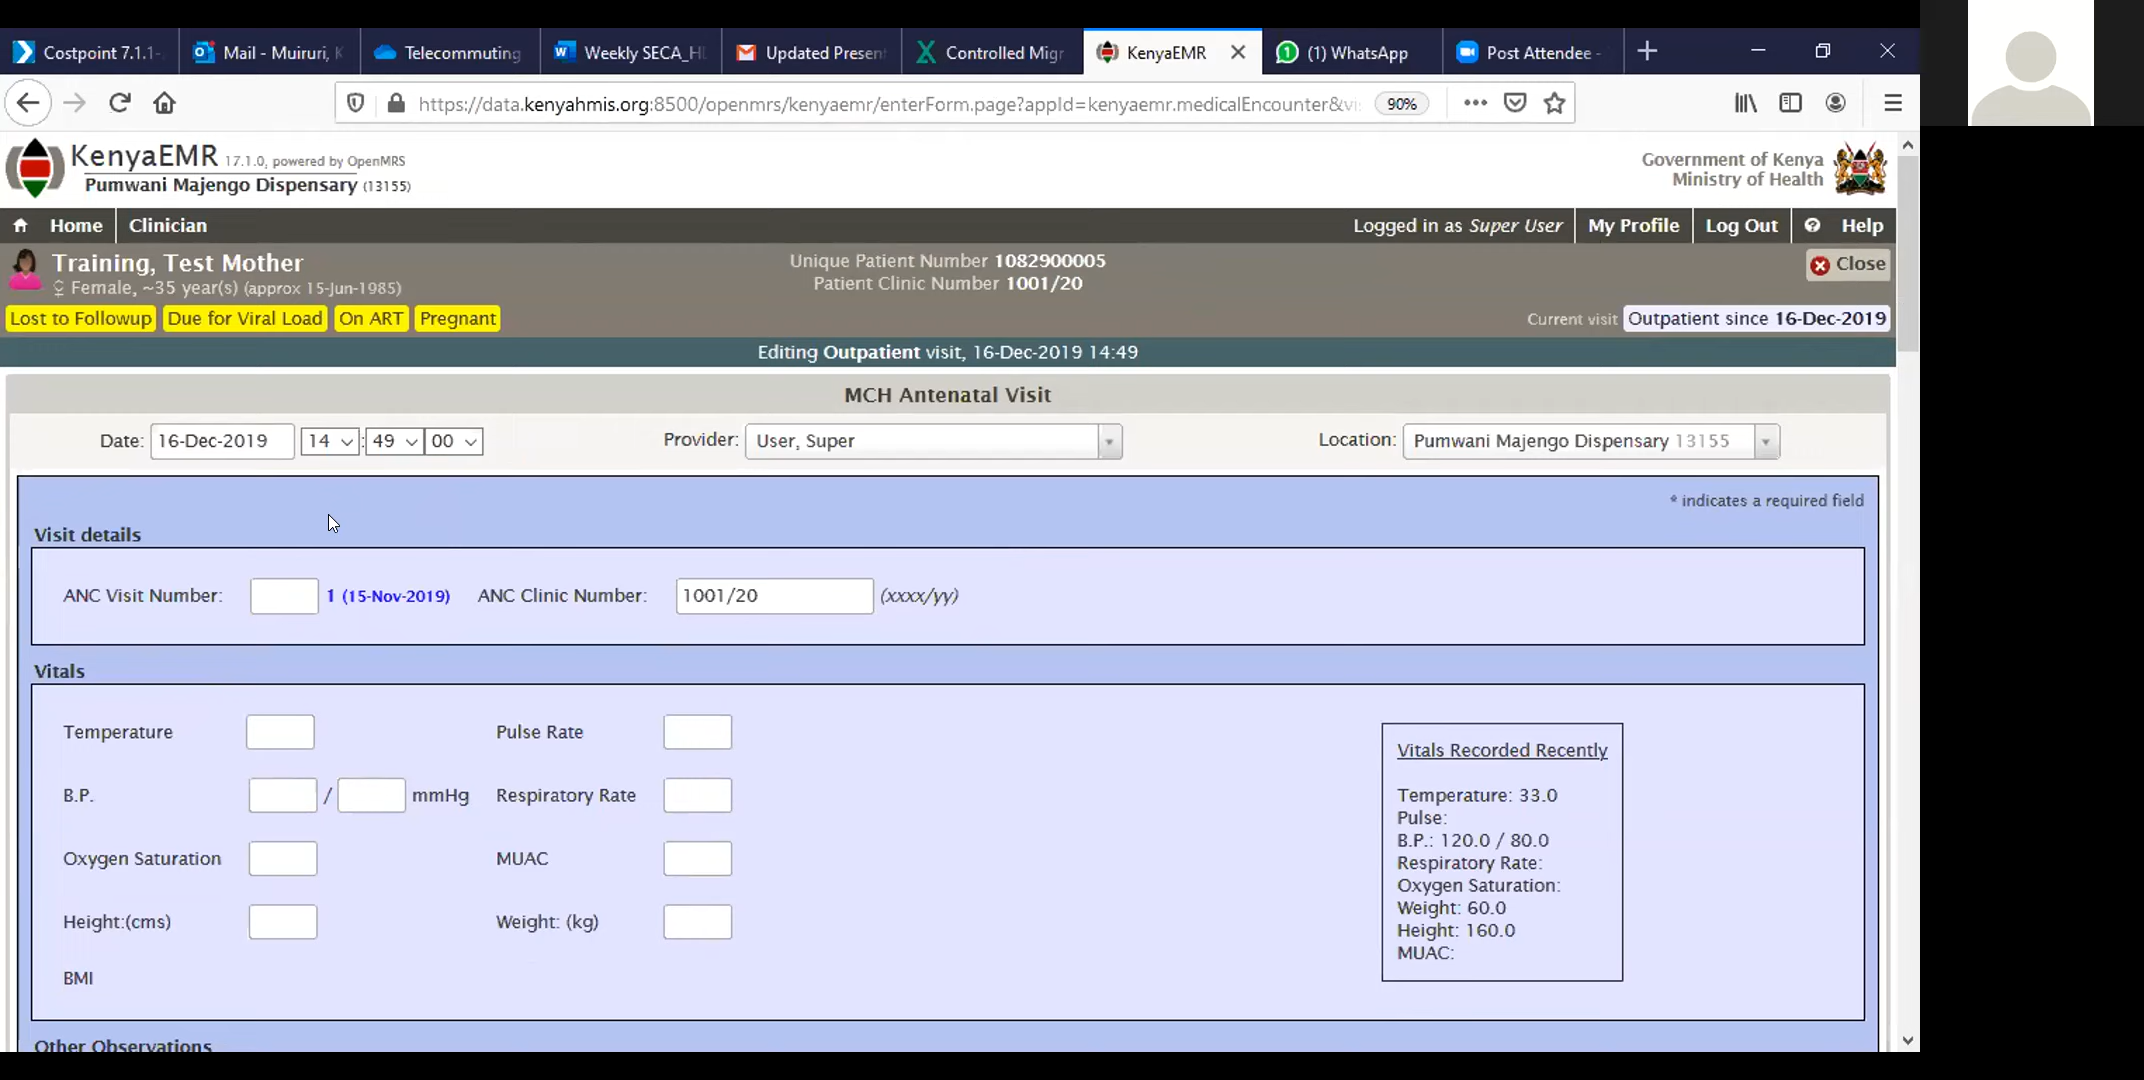 Costpoint 7.1.1- Mail - Muiruri, K Telecommuting Weekly SECA_H Updated Present Controlled Migr KenyaEMR (1) WhatsApp Post Attendee -
https://data.kenyahmis.org:8500/openmrs/kenyaemr/enterForm.page?appId=kenyaemr.medicalEncounter&vi 90%
KenyaEMR 17.1.0, powered by OpenMRS
Pumwani Majengo Dispensary (13155)
Government of Kenya
Ministry of Health
Home Clinician Logged in as Super User My Profile Log Out Help
Training, Test Mother Unique Patient Number 1082900005 Close
Female, ~35 year(s) (approx 15-Jun-1985) Patient Clinic Number 1001/20
Lost to Followup Due for Viral Load On ART Pregnant Current visit Outpatient since 16-Dec-2019
Editing Outpatient visit, 16-Dec-2019 14:49
MCH Antenatal Visit
Date: 16-Dec-2019 14 : 49 00 Provider: User, Super Location: Pumwani Majengo Dispensary 13155
* indicates a required field
Visit details
ANC Visit Number: 1 (15-Nov-2019) ANC Clinic Number: 1001/20 (xxxx/yy)
Vitals
Temperature Pulse Rate
B.P. / mmHg Respiratory Rate
Oxygen Saturation MUAC
Height:(cms) Weight: (kg)
BMI
Vitals Recorded Recently
Temperature: 33.0
Pulse:
B.P.: 120.0 / 80.0
Respiratory Rate:
Oxygen Saturation:
Weight: 60.0
Height: 160.0
MUAC:
Other Observations